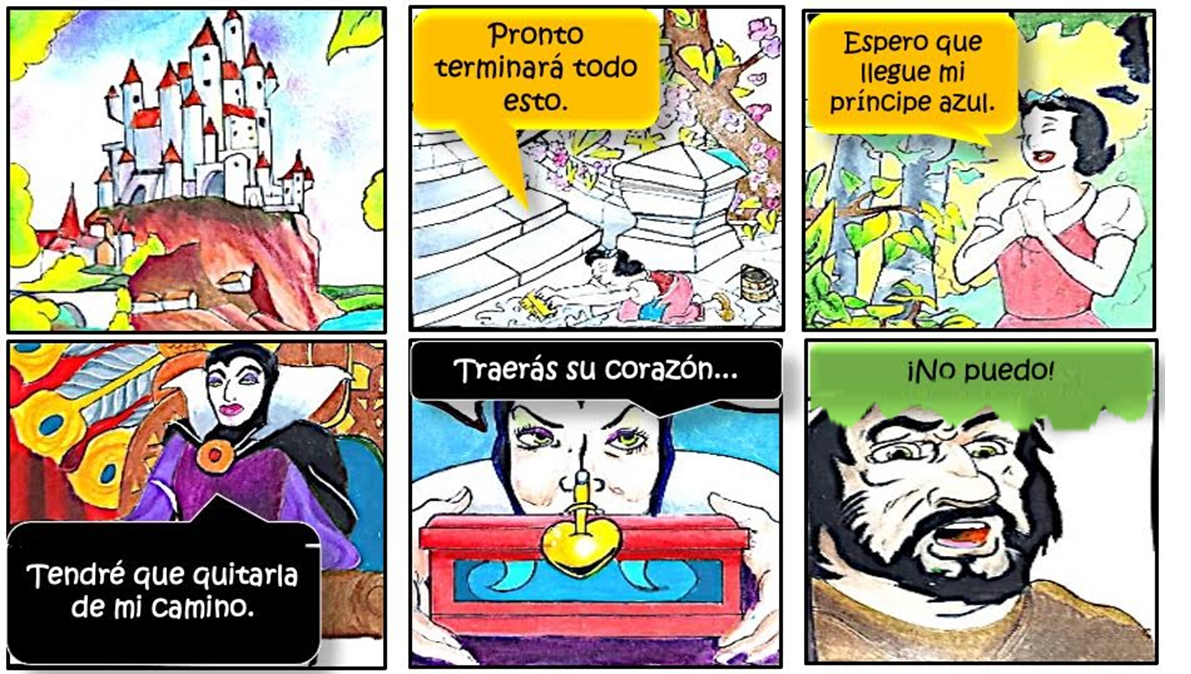 Pronto
terminará todo
esto.
Espero que
llegue mi
príncipe azul.
Tendré que quitarla
de mi camino.
Traerás su corazón...
¡No puedo!